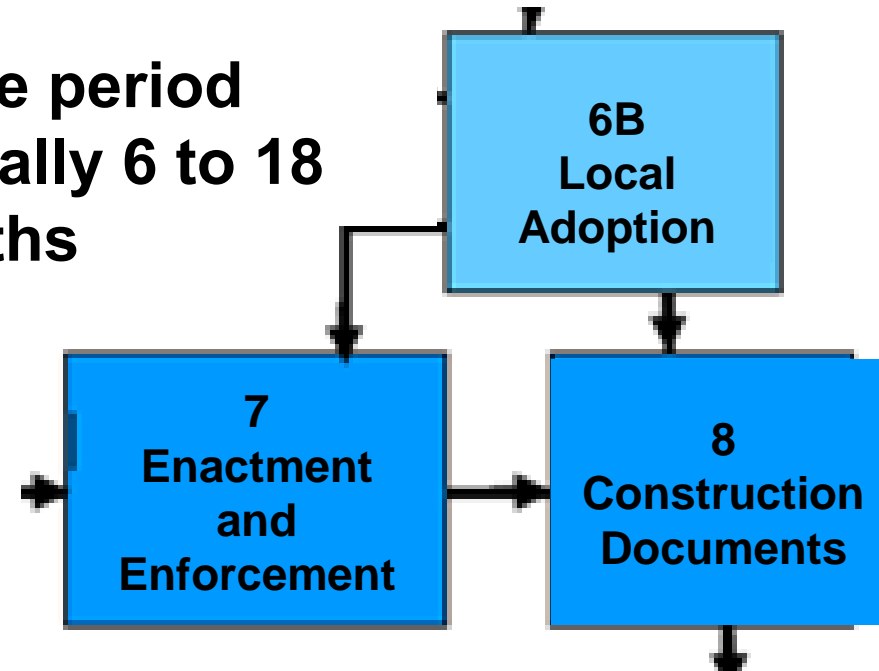 e period
ally 6 to 18
ths
6B
Local
Adoption
7
Enactment
and
Enforcement
8
Construction
Documents